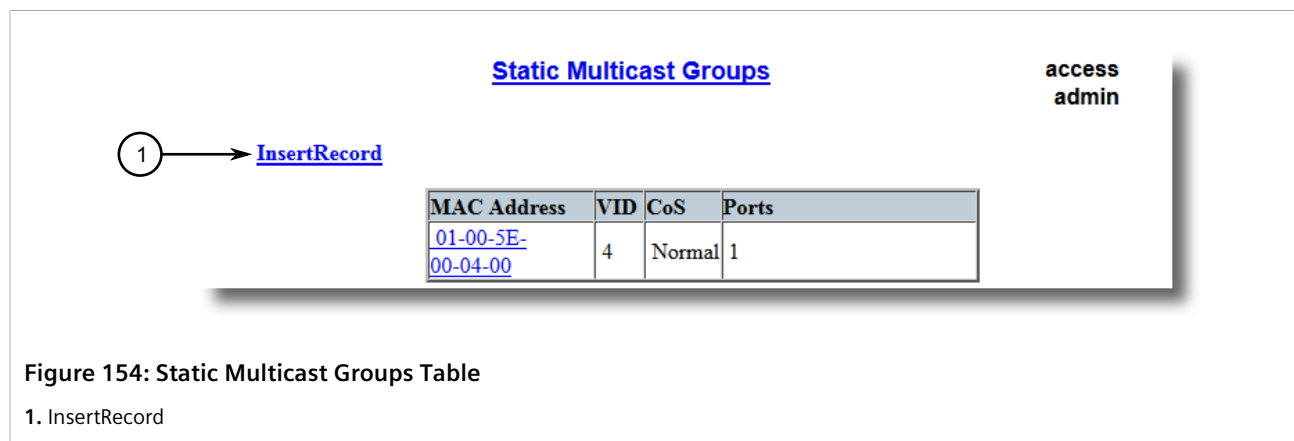 Static Multicast Groups
access
admin
1
InsertRecord
MAC Address VID CoS Ports
01-00-5E-
00-04-00 4 Normal 1
Figure 154: Static Multicast Groups Table
1. InsertRecord